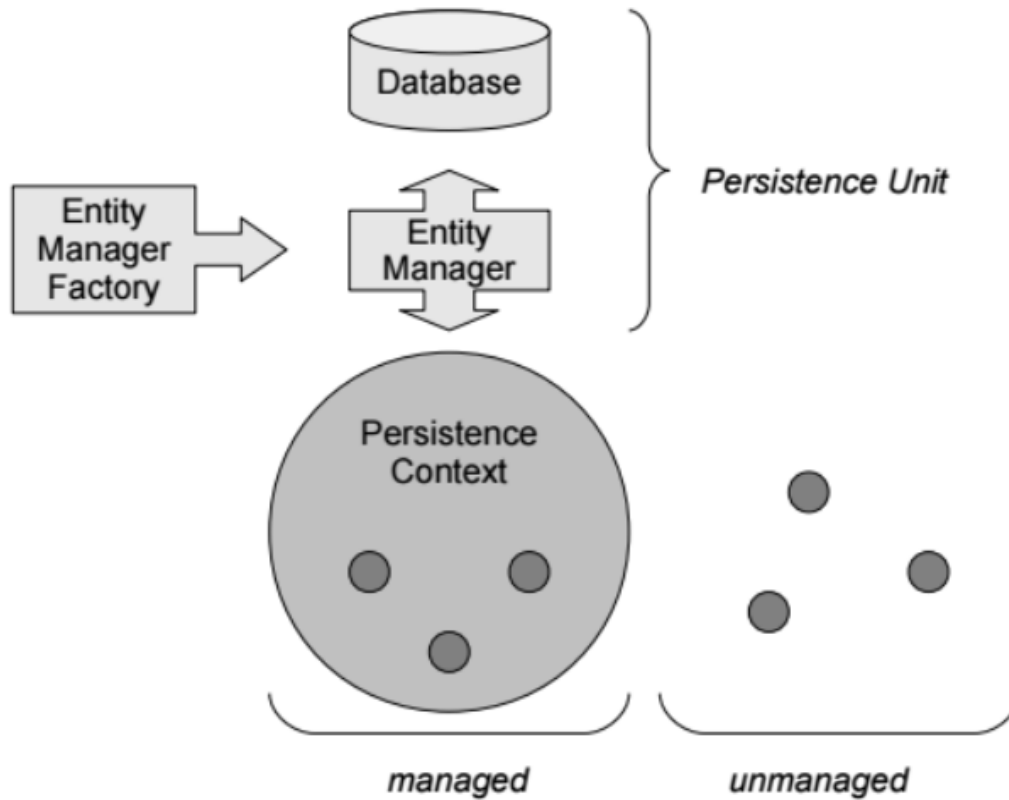 Database
Persistence Unit
Entity
Manager
Factory
Entity
Manager
Persistence
Context
managed
unmanaged